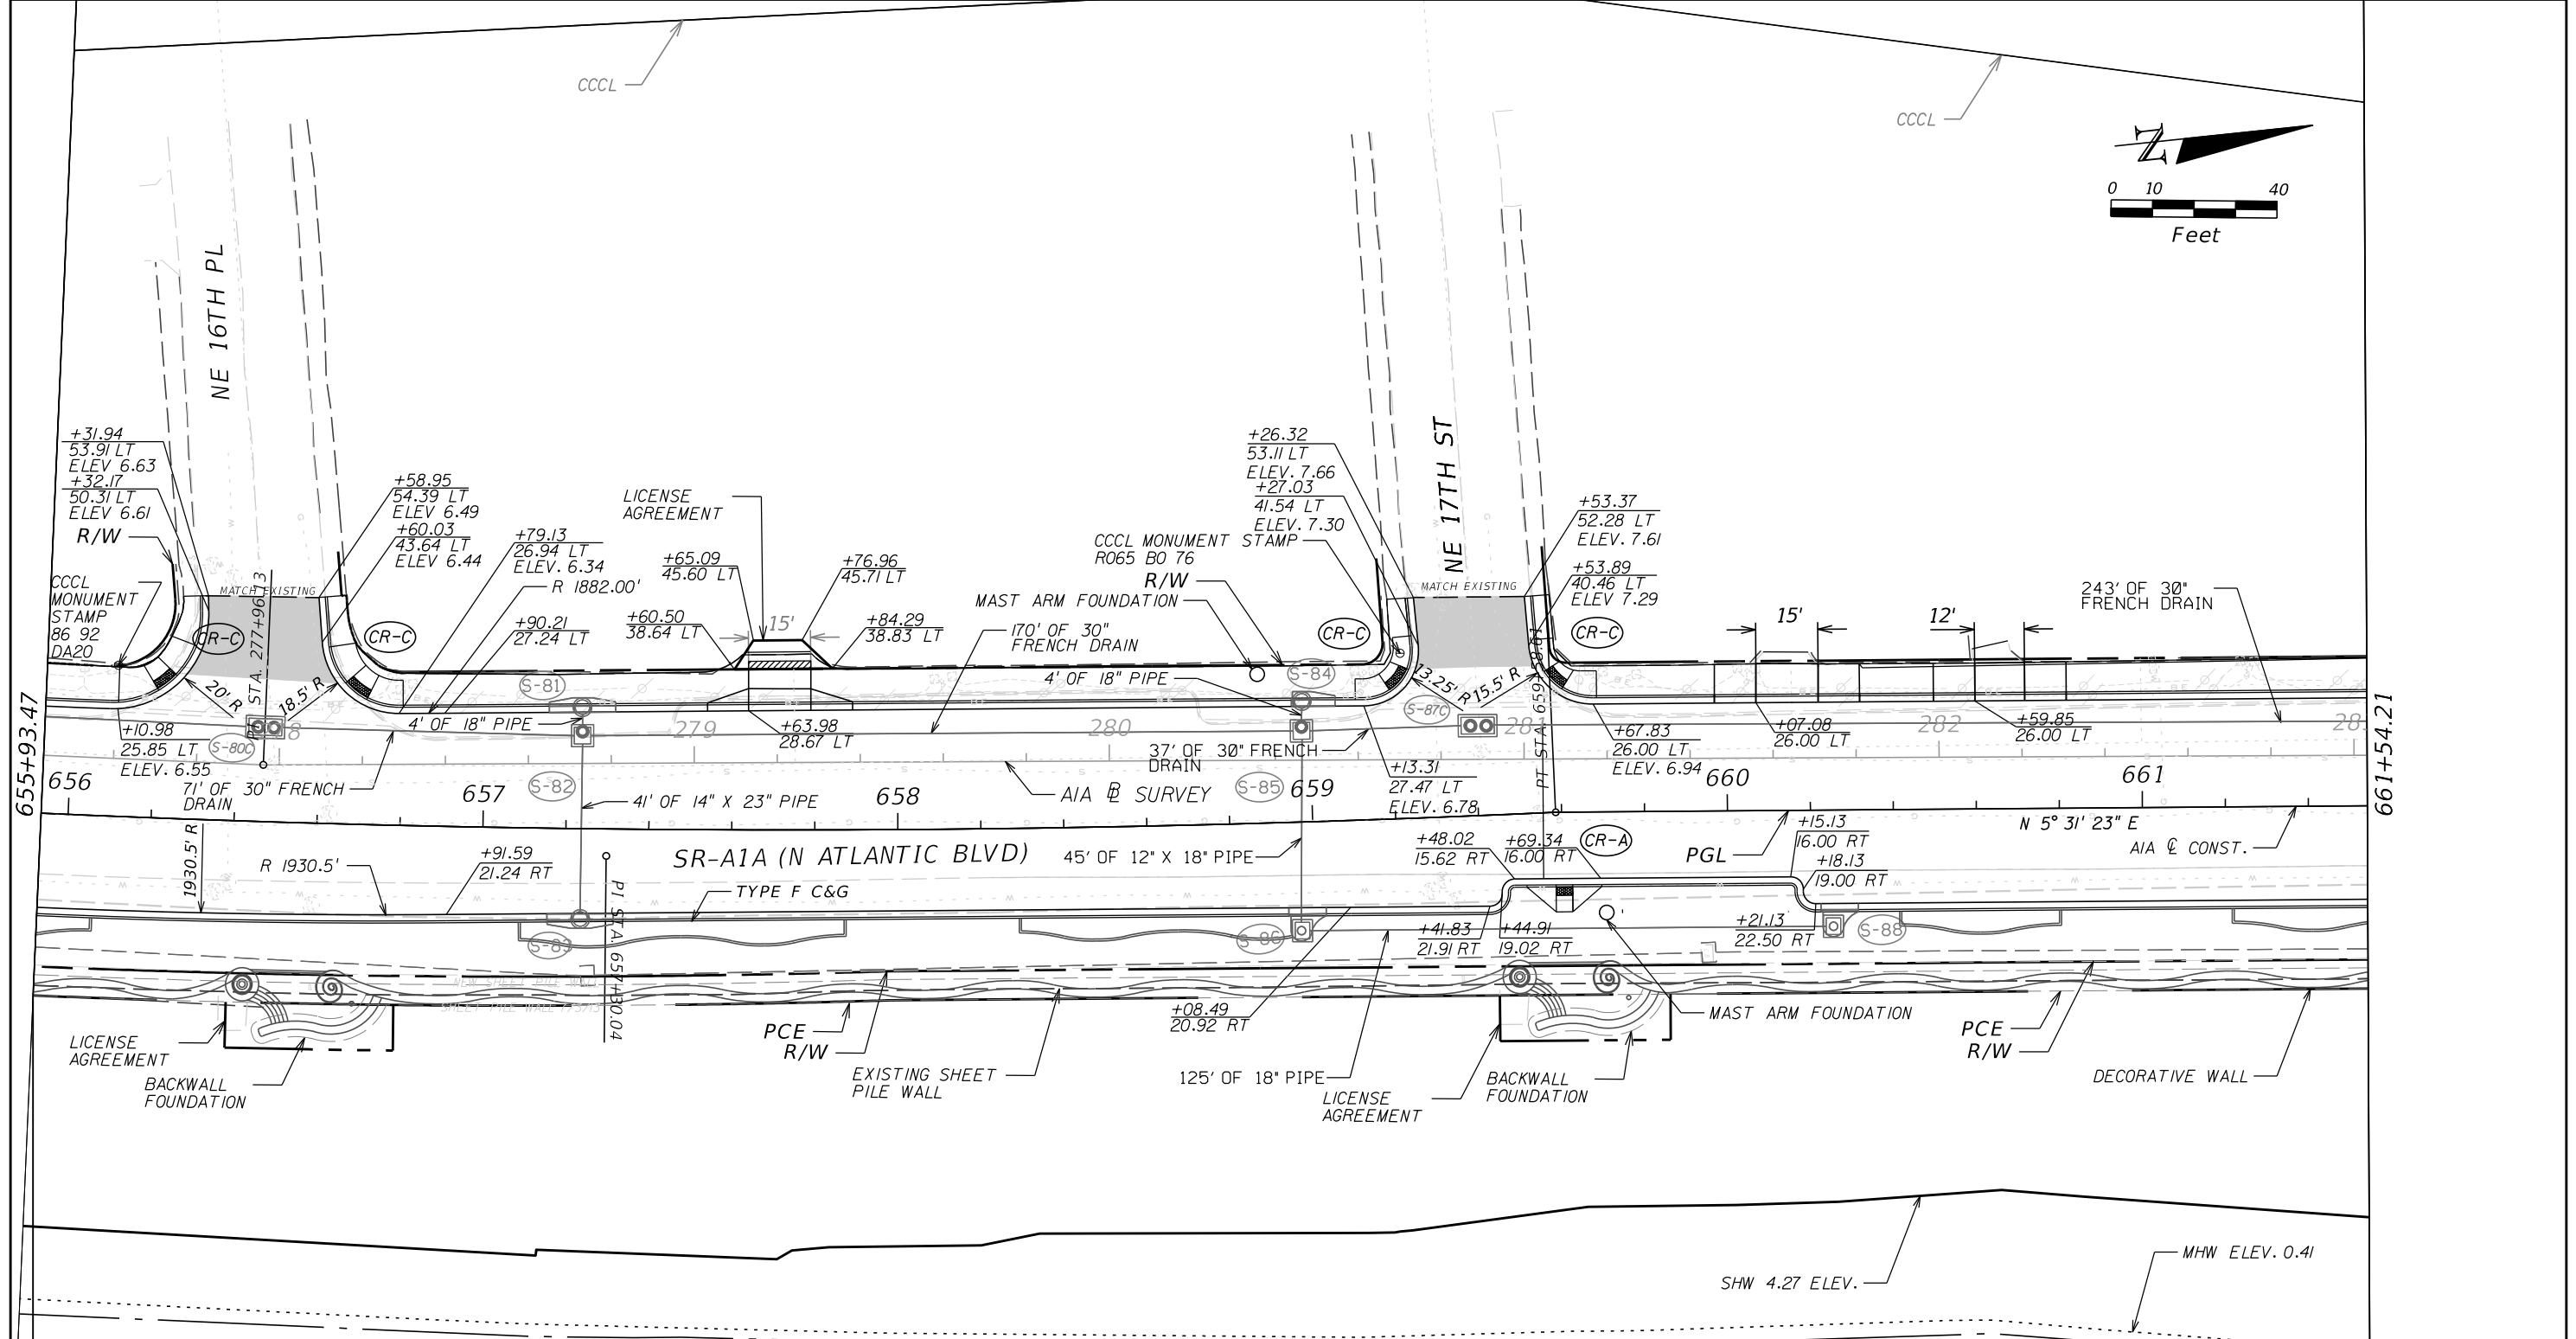 CCCL
CCCL
0 10 40
Feet
NE 16TH PL
NE 17TH ST
+31.94
53.91 LT
ELEV 6.63
+32.17
50.31 LT
ELEV 6.61
R/W
CCCL
MONUMENT
STAMP
86 92
DA20
MATCH EXISTING
CR-C
20' R
18.5' R
CR-C
+58.95
54.39 LT
ELEV 6.49
+60.03
43.64 LT
ELEV 6.44
+79.13
26.94 LT
ELEV. 6.34
R 1882.00'
+90.21
27.24 LT
LICENSE
AGREEMENT
+65.09
45.60 LT
+60.50
38.64 LT
15'
+76.96
45.71 LT
+84.29
38.83 LT
+63.98
28.67 LT
170' OF 30"
FRENCH DRAIN
MAST ARM FOUNDATION
R/W
CCCL MONUMENT STAMP
R065 BO 76
+26.32
53.11 LT
ELEV. 7.66
+27.03
41.54 LT
ELEV. 7.30
4' OF 18" PIPE
S-84
CR-C
MATCH EXISTING
13.25' R
15.5' R
S-87C
+53.37
52.28 LT
ELEV. 7.61
+53.89
40.46 LT
ELEV 7.29
CR-C
15'
12'
243' OF 30"
FRENCH DRAIN
S-81
4' OF 18" PIPE
S-80C
+10.98
25.85 LT
ELEV. 6.55
71' OF 30" FRENCH
DRAIN
279
280
282
37' OF 30" FRENCH
DRAIN
+13.31
27.47 LT
ELEV. 6.78
+67.83
26.00 LT
ELEV. 6.94
+07.08
26.00 LT
+59.85
26.00 LT
655+93.47
656
657
658
659
660
661
661+54.21
S-82
41' OF 14" X 23" PIPE
A1A BL SURVEY
S-85
1930.5' R
R 1930.5'
+91.59
21.24 RT
SR-A1A (N ATLANTIC BLVD)
TYPE F C&G
PI STA. 657+30.04
45' OF 12" X 18" PIPE
+48.02
15.62 RT
+69.34
16.00 RT
CR-A
PGL
+15.13
16.00 RT
+18.13
19.00 RT
N 5° 31' 23" E
A1A CL CONST.
S-83
S-86
+41.83
21.91 RT
+44.91
19.02 RT
+21.13
22.50 RT
S-88
+08.49
20.92 RT
LICENSE
AGREEMENT
BACKWALL
FOUNDATION
PCE
R/W
EXISTING SHEET
PILE WALL
125' OF 18" PIPE
LICENSE
AGREEMENT
BACKWALL
FOUNDATION
MAST ARM FOUNDATION
PCE
R/W
DECORATIVE WALL
SHW 4.27 ELEV.
MHW ELEV. 0.41